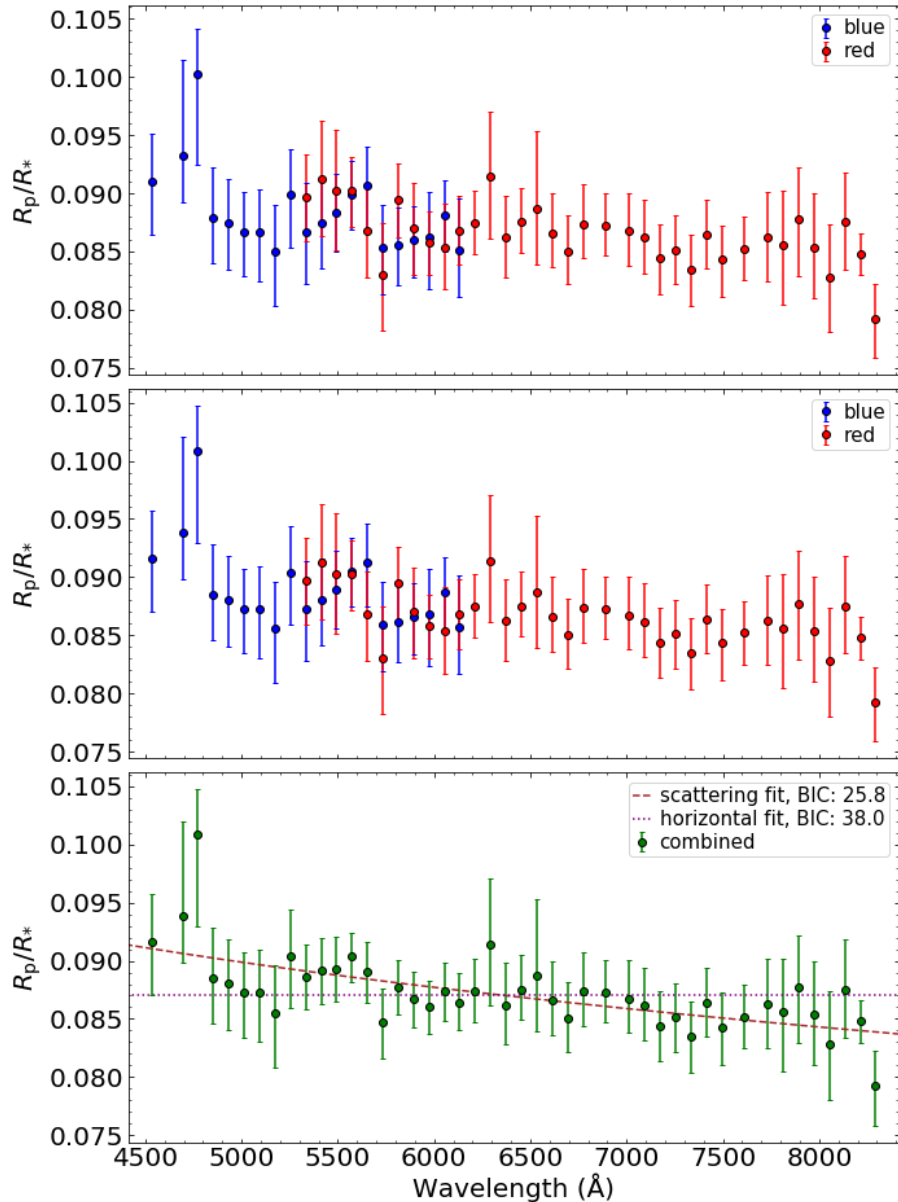 0.105
0.100
0.095
0.090
0.085
0.080
0.075
Rp/R*
blue
red
0.105
0.100
0.095
0.090
0.085
0.080
0.075
Rp/R*
blue
red
0.105
0.100
0.095
0.090
0.085
0.080
0.075
Rp/R*
scattering fit, BIC: 25.8
horizontal fit, BIC: 38.0
combined
4500 5000 5500 6000 6500 7000 7500 8000
Wavelength (Å)